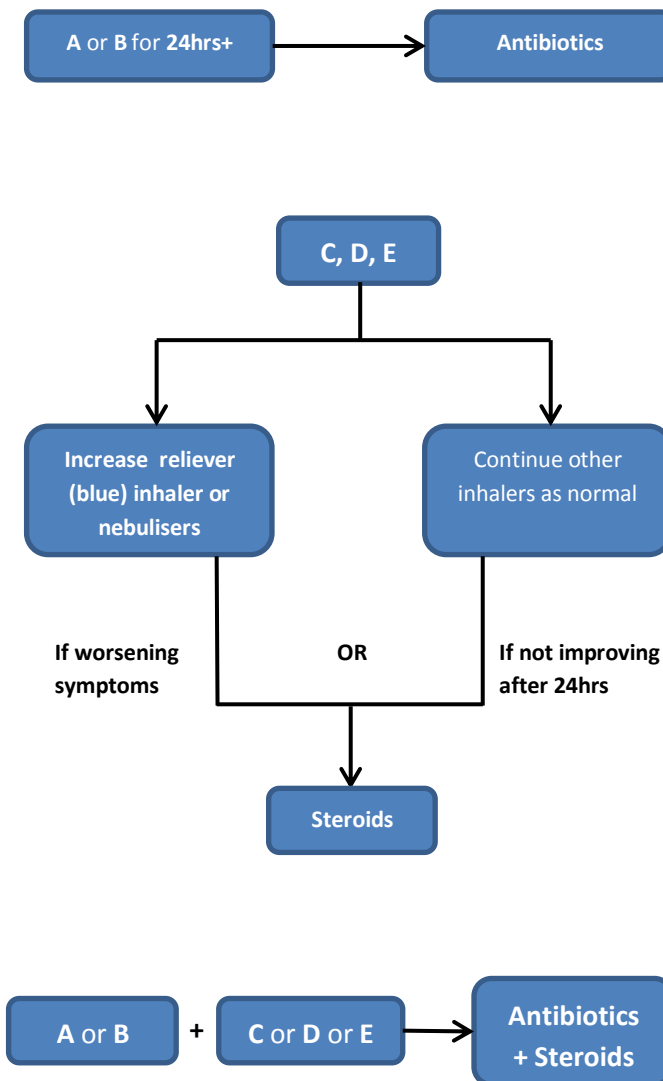 A or B for 24hrs+
Antibiotics
C, D, E
Increase reliever
(blue) inhaler or
nebulisers
Continue other
inhalers as normal
If worsening
symptoms
OR
If not improving
after 24hrs
Steroids
A or B
+
C or D or E
Antibiotics
+ Steroids